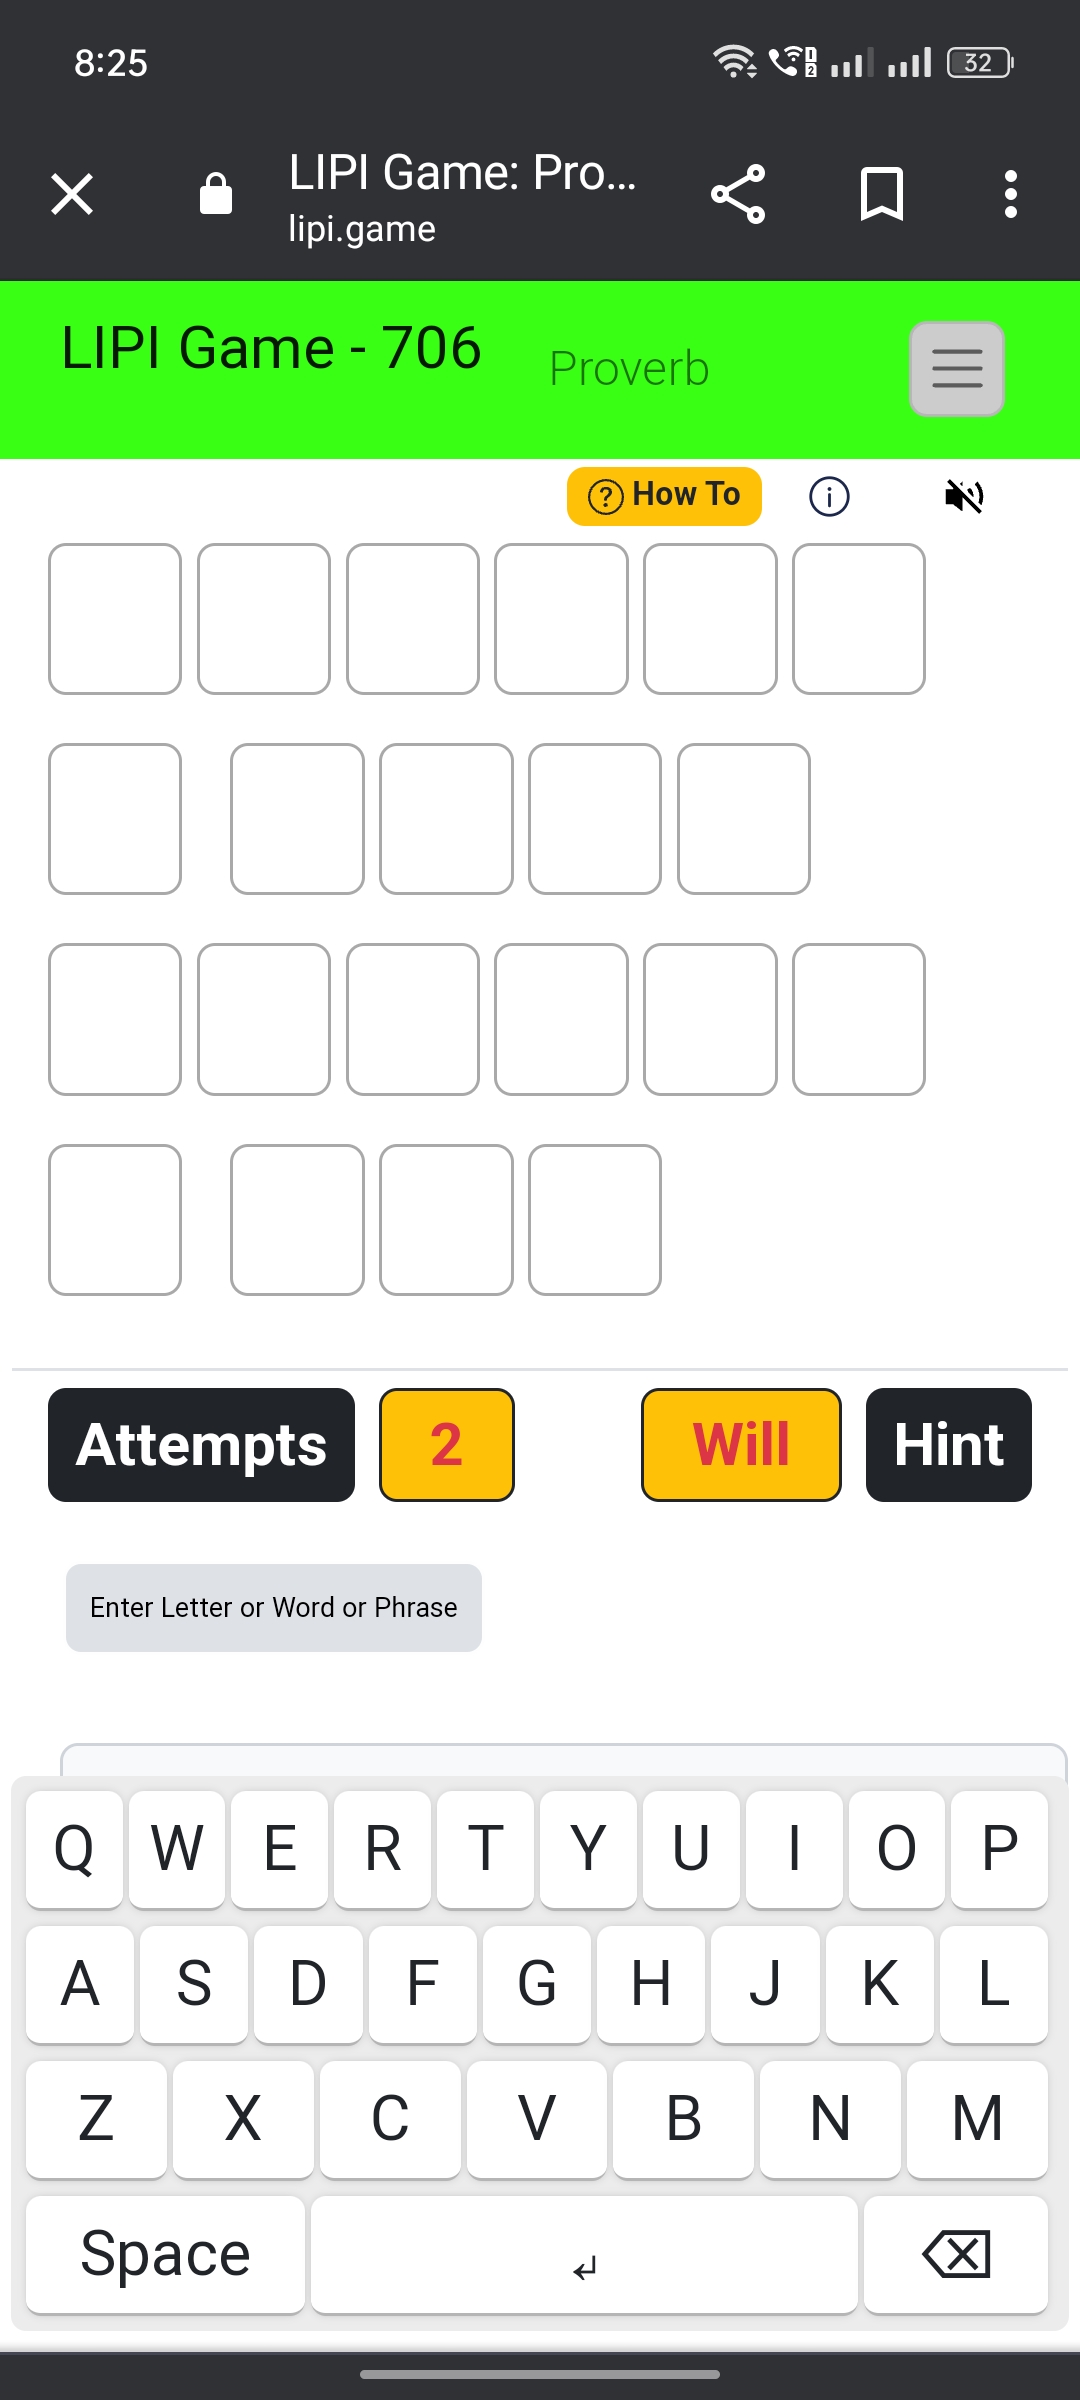 8:25
32
LIPI Game: Pro...
lipi.game
LIPI Game - 706 Proverb
? How To i
Attempts 2 Will Hint
Enter Letter or Word or Phrase
Q W E R T Y U I O P
A S D F G H J K L
Z X C V B N M
Space